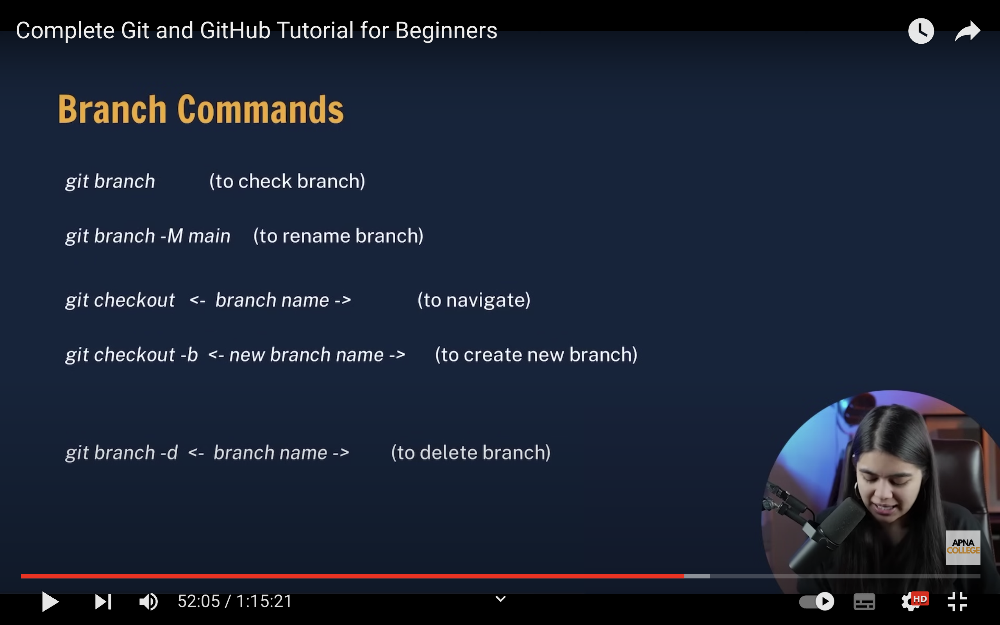 Complete Git and GitHub Tutorial for Beginners
Branch Commands
git branch (to check branch)
git branch -M main (to rename branch)
git checkout <- branch name -> (to navigate)
git checkout -b <- new branch name -> (to create new branch)
git branch -d <- branch name -> (to delete branch)
APNA
COLLEGE
52:05 / 1:15:21
HD